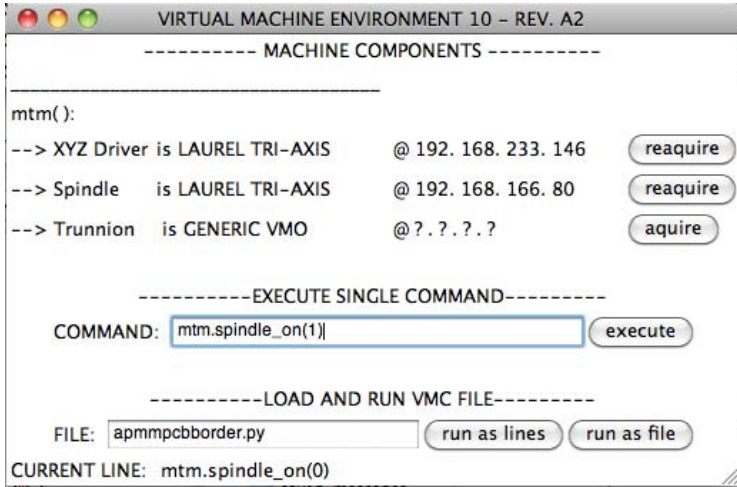 VIRTUAL MACHINE ENVIRONMENT 10 - REV. A2
---------- MACHINE COMPONENTS ----------
mtm( ):
--> XYZ Driver is LAUREL TRI-AXIS @ 192. 168. 233. 146 reaquire
--> Spindle is LAUREL TRI-AXIS @ 192. 168. 166. 80 reaquire
--> Trunnion is GENERIC VMO @ ? . ? . ? . ? aquire
----------EXECUTE SINGLE COMMAND---------
COMMAND: mtm.spindle_on(1) execute
----------LOAD AND RUN VMC FILE---------
FILE: apmmpcbborder.py run as lines run as file
CURRENT LINE: mtm.spindle_on(0)